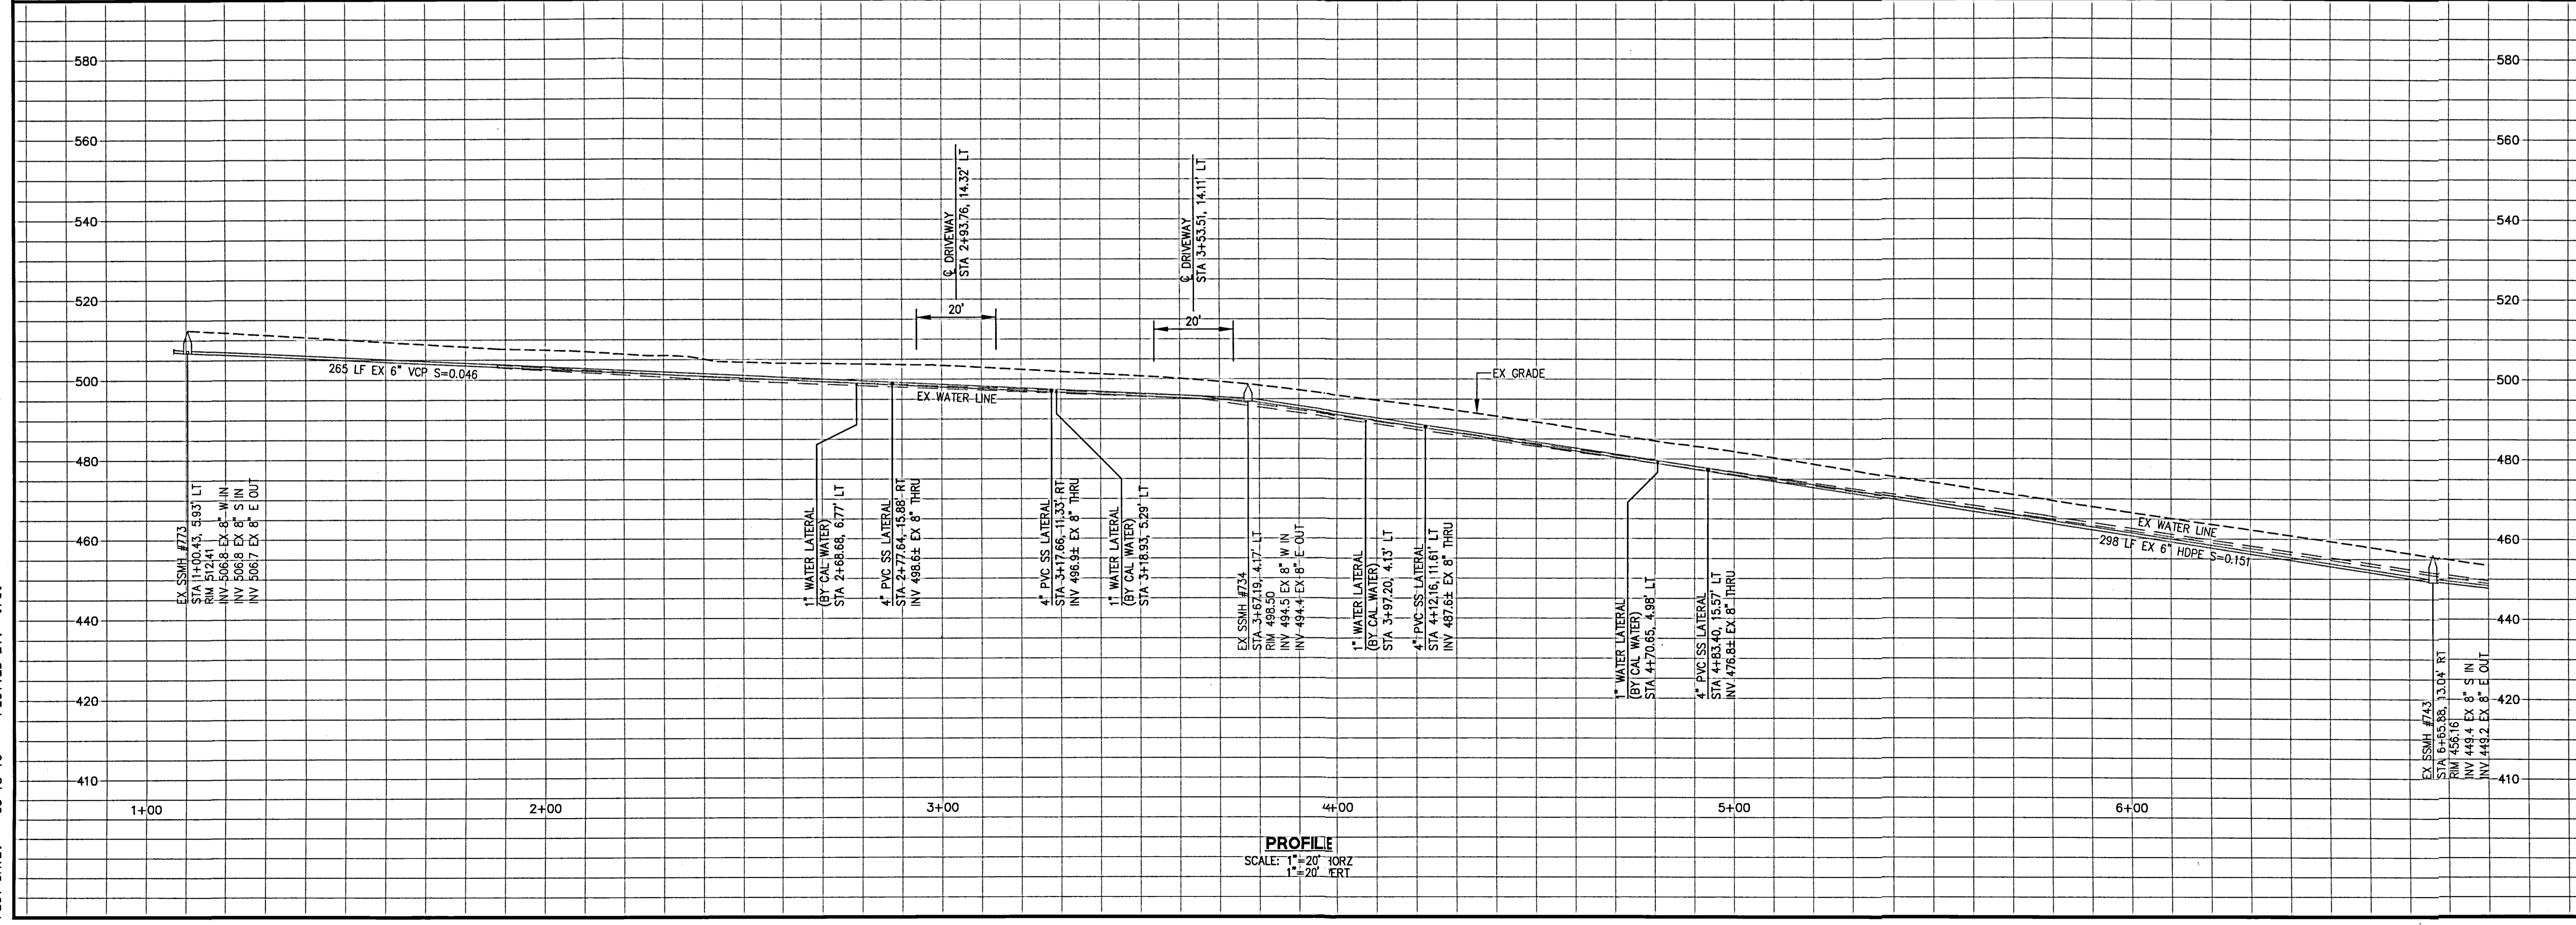 580
560
540
520
500
480
460
440
420
410
580
560
540
520
500
480
460
440
420
410
℄ DRIVEWAY
STA 2+93.76, 14.32' LT
20'
℄ DRIVEWAY
STA 3+53.51, 14.11' LT
20'
265 LF EX 6" VCP S=0.046
EX WATER LINE
EX GRADE
EX WATER LINE
298 LF EX 6" HDPE S=0.151
EX SSMH #773
STA 1+00.43, 5.93' LT
RIM 512.41
INV 506.8 EX 8" W IN
INV 506.8 EX 8" S IN
INV 506.7 EX 8" E OUT
1" WATER LATERAL
(BY CAL WATER)
STA 2+68.68, 6.77' LT
4" PVC SS LATERAL
STA 2+77.64, 15.88' RT
INV 498.6± EX 8" THRU
4" PVC SS LATERAL
STA 3+17.66, 11.33' RT
INV 496.9± EX 8" THRU
1" WATER LATERAL
(BY CAL WATER)
STA 3+18.93, 5.29' LT
EX SSMH #734
STA 3+67.19, 4.17' LT
RIM 498.50
INV 494.5 EX 8" W IN
INV 494.4 EX 8" E OUT
1" WATER LATERAL
(BY CAL WATER)
STA 3+97.20, 4.13' LT
4" PVC SS LATERAL
STA 4+12.16, 11.61' LT
INV 487.6± EX 8" THRU
1" WATER LATERAL
(BY CAL WATER)
STA 4+70.65, 4.98' LT
4" PVC SS LATERAL
STA 4+83.40, 15.57' LT
INV 476.8± EX 8" THRU
EX SSMH #743
STA 6+65.88, 13.04' RT
RIM 456.16
INV 449.4 EX 8" S IN
INV 449.2 EX 8" E OUT
1+00
2+00
3+00
4+00
5+00
6+00
PROFILE
SCALE: 1"=20' HORZ
1"=20' VERT